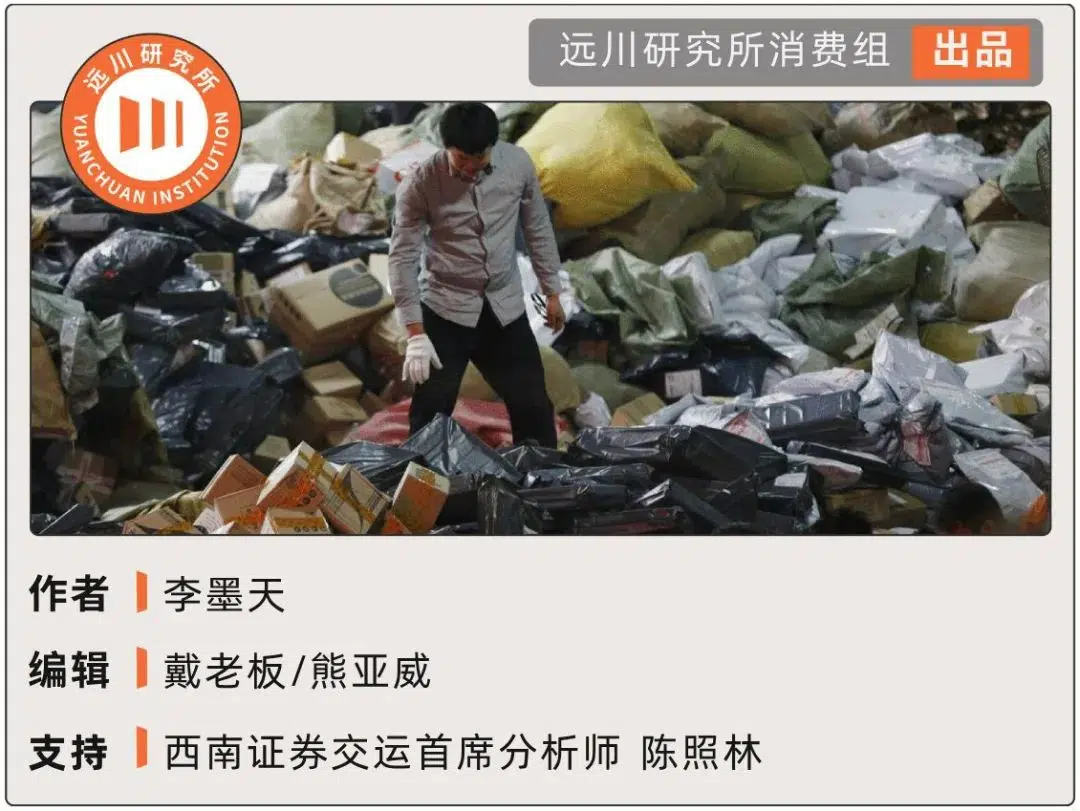 远川研究所消费组 出品
远川研究所
YUANCHUAN INSTITUTION
作者 李墨天
编辑 戴老板/熊亚威
支持 西南证券交运首席分析师 陈照林